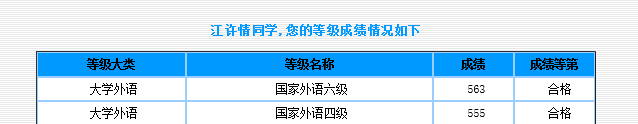 江许情同学,您的等级成绩情况如下
等级大类 等级名称 成绩 成绩等第
大学外语 国家外语六级 563 合格
大学外语 国家外语四级 555 合格